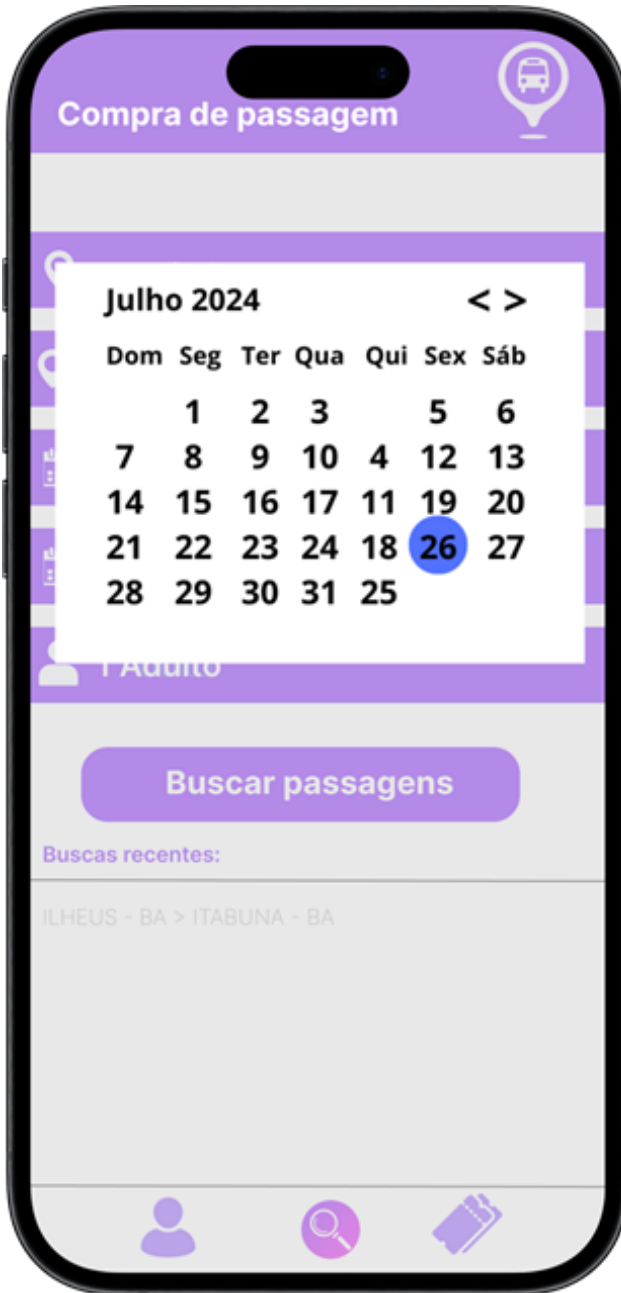 Compra de passagem
Julho 2024 < >
Dom Seg Ter Qua Qui Sex Sáb
1 2 3 5 6
7 8 9 10 4 12 13
14 15 16 17 11 19 20
21 22 23 24 18 26 27
28 29 30 31 25
1 Adulto
Buscar passagens
Buscas recentes:
ILHEUS - BA > ITABUNA - BA